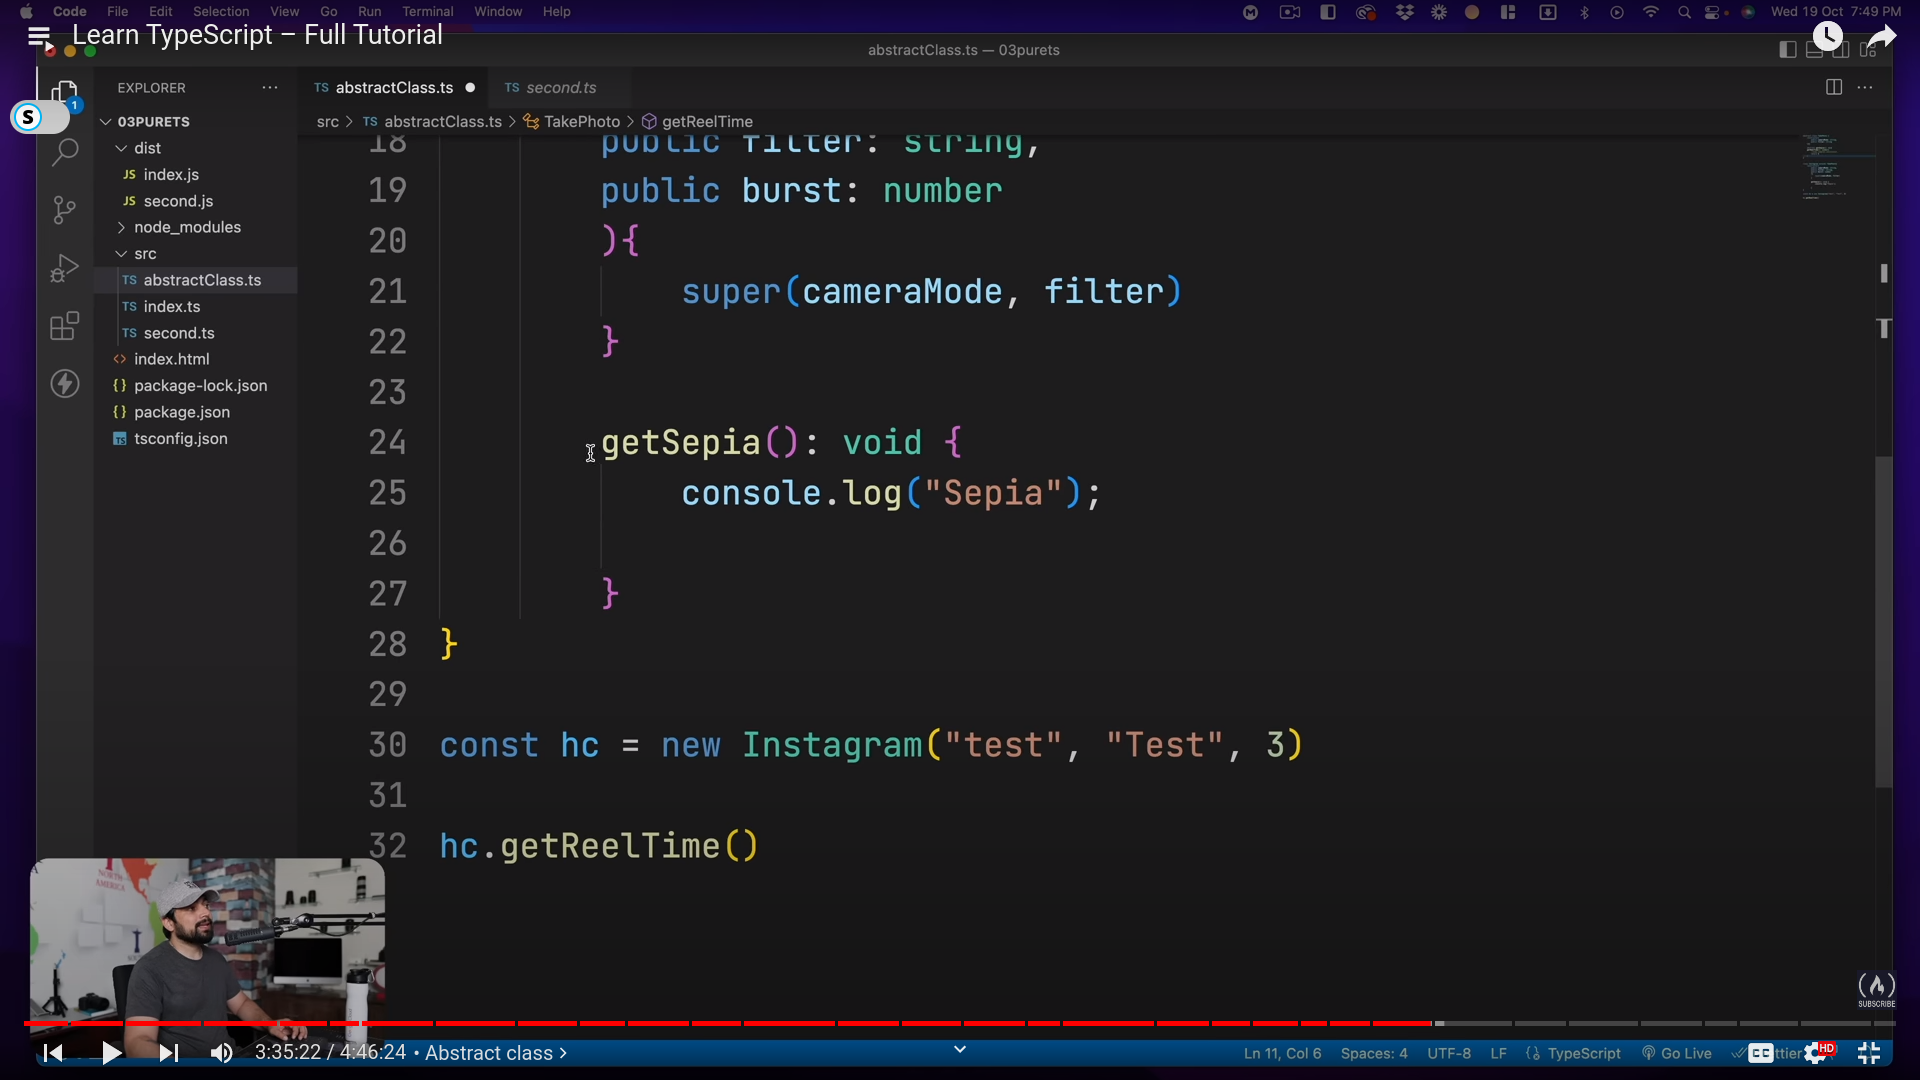 Code File Edit Selection View Go Run Terminal Window Help Wed 19 Oct 7:49 PM
Learn TypeScript – Full Tutorial
abstractClass.ts — 03purets
EXPLORER ···
TS abstractClass.ts ●
TS second.ts
1
S
src > TS abstractClass.ts > TakePhoto > getReelTime
03PURETS
dist
JS index.js
JS second.js
node_modules
src
TS abstractClass.ts
TS index.ts
TS second.ts
<> index.html
{} package-lock.json
{} package.json
TS tsconfig.json
18 public filter: string,
19 public burst: number
20 ){
21 super(cameraMode, filter)
22 }
23
24 getSepia(): void {
25 console.log("Sepia");
26
27 }
28 }
29
30 const hc = new Instagram("test", "Test", 3)
31
32 hc.getReelTime()
NORTH AMERICA
SUBSCRIBE
3:35:22 / 4:46:24 • Abstract class >
Ln 11, Col 6 Spaces: 4 UTF-8 LF {} TypeScript Go Live CC HD